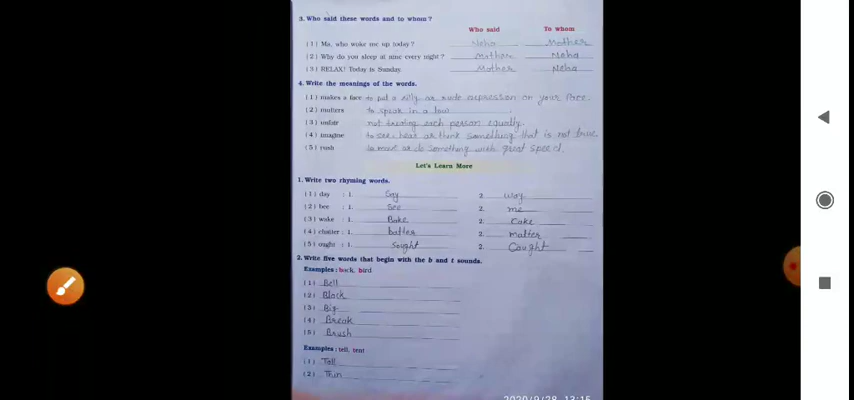 3. Who said these words and to whom?
Who said To whom
(1) Ma, who woke me up today? Neha Mother
(2) Why do you sleep at nine every night? Mother Neha
(3) RELAX! Today is Sunday. Mother Neha
4. Write the meanings of the words.
(1) makes a face to put a silly or rude expression on your face.
(2) mutters to speak in a low
(3) unfair not treating each person equally.
(4) imagine to see, hear or think something that is not true.
(5) rush to move or do something with great speed.
Let's Learn More
1. Write two rhyming words.
(1) day : 1. Say 2. Way
(2) bee : 1. See 2. me
(3) wake : 1. Bake 2. Cake
(4) chatter : 1. batter 2. matter
(5) ought : 1. Sought 2. Caught
2. Write five words that begin with the b and t sounds.
Examples : back, bird
(1) Bell
(2) Black
(3) Big
(4) Break
(5) Brush
Examples : tell, tent
(1) Tall
(2) Thin
2020/9/28 13:15